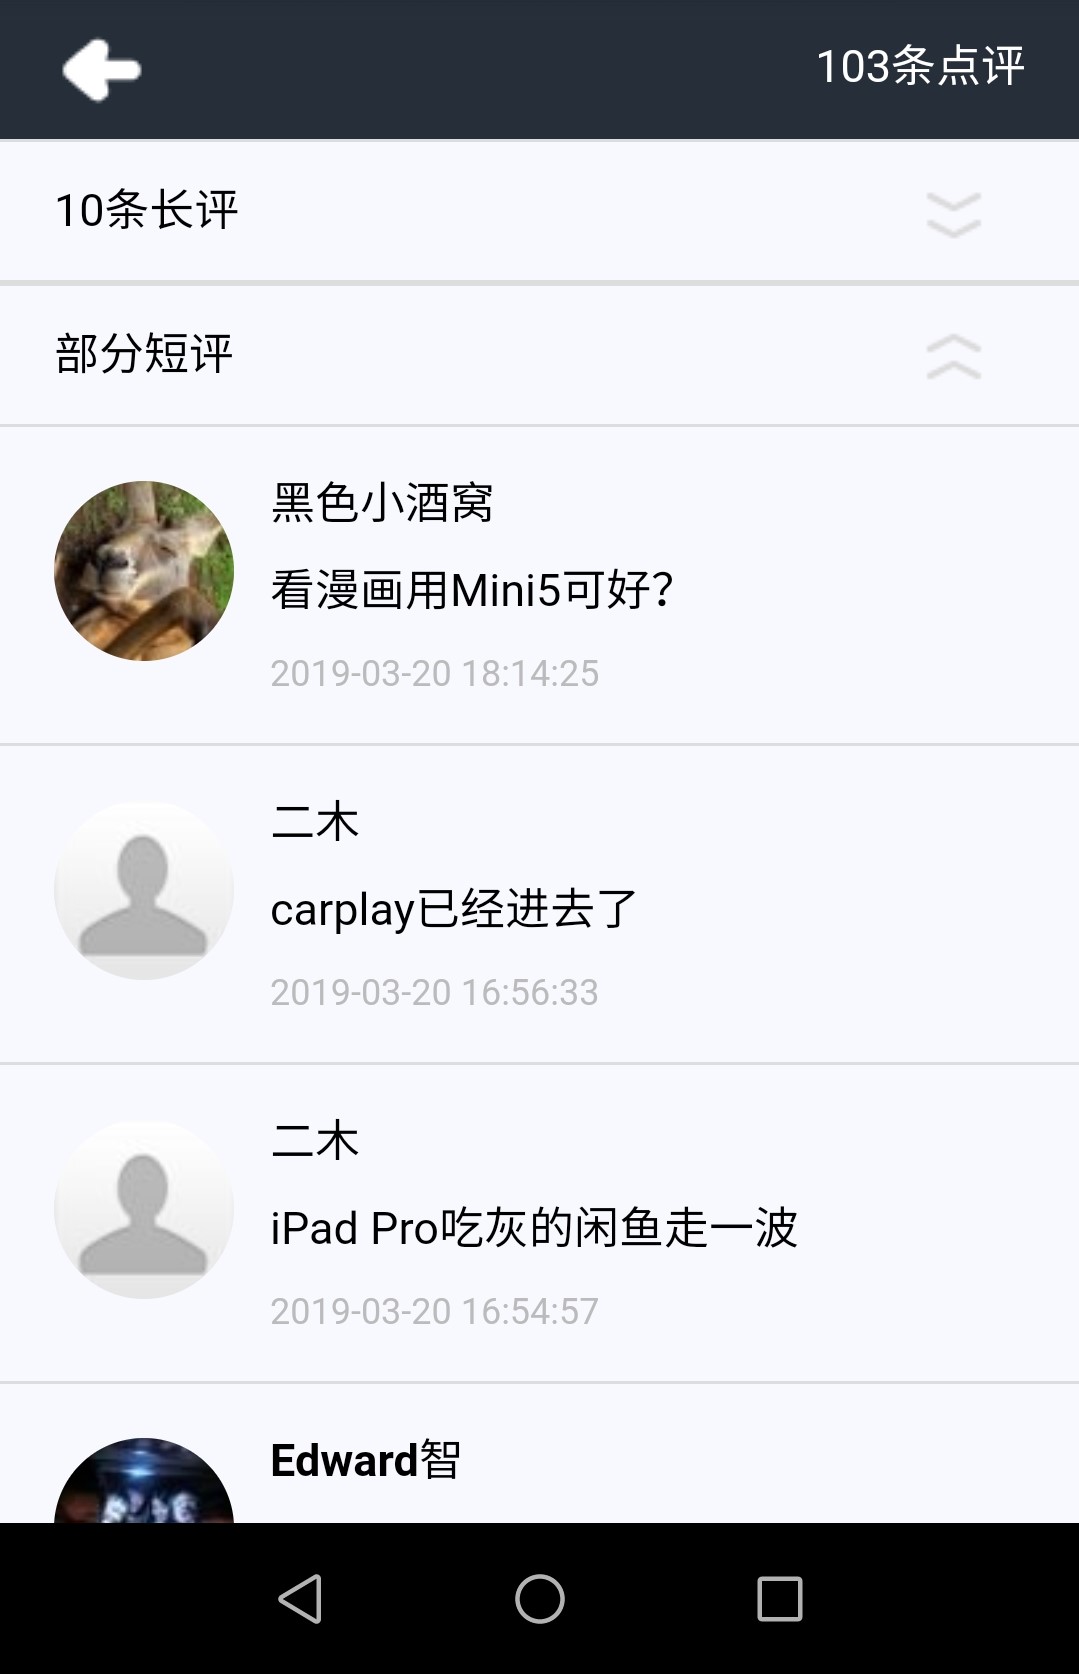 103条点评
10条长评
部分短评
黑色小酒窝
看漫画用Mini5可好？
2019-03-20 18:14:25
二木
carplay已经进去了
2019-03-20 16:56:33
二木
iPad Pro吃灰的闲鱼走一波
2019-03-20 16:54:57
Edward智